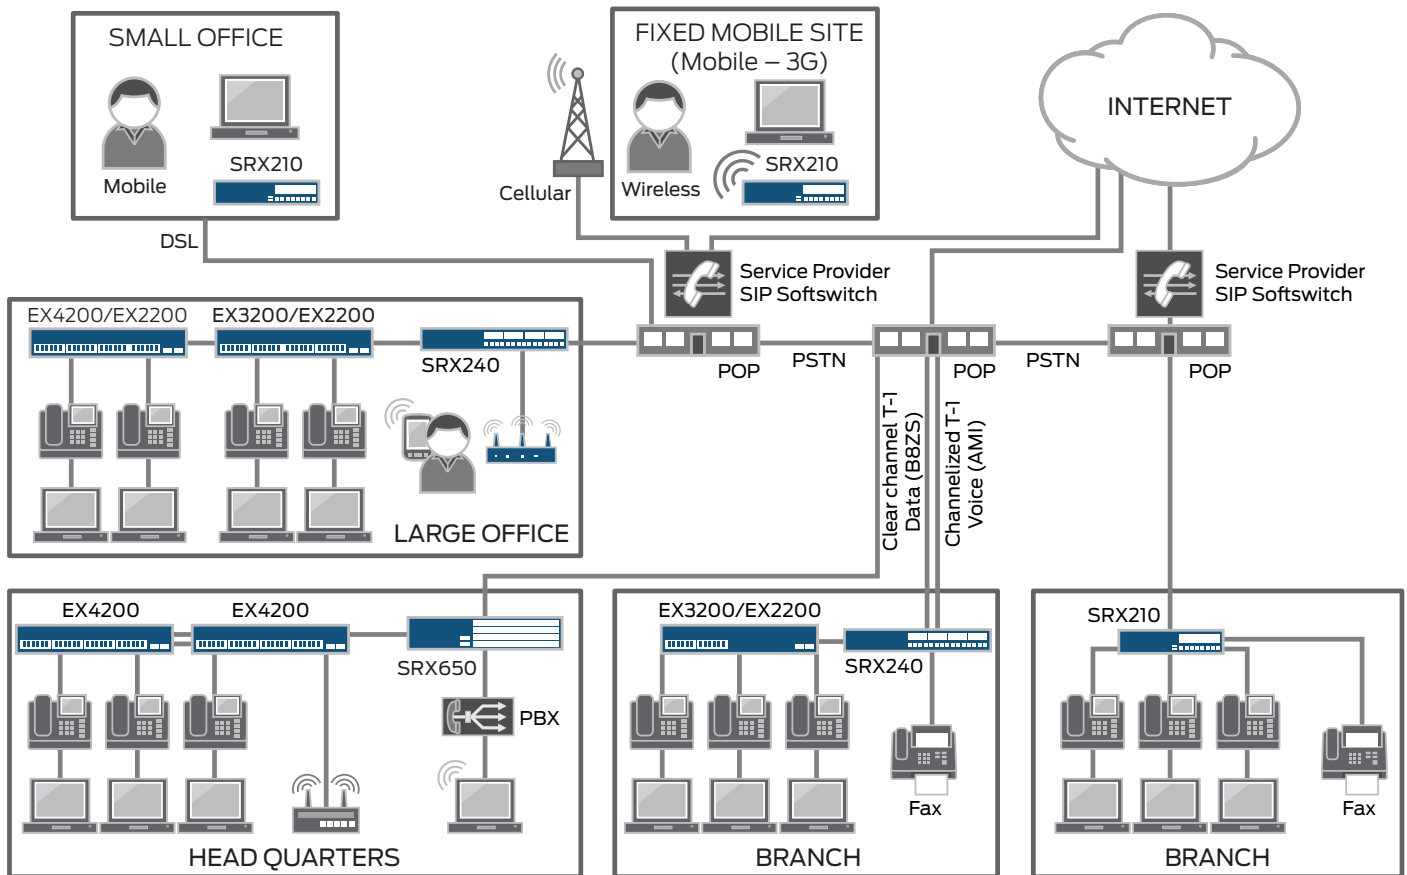 SMALL OFFICE
Mobile
SRX210
DSL
Cellular
FIXED MOBILE SITE
(Mobile – 3G)
Wireless
SRX210
INTERNET
Service Provider
SIP Softswitch
Service Provider
SIP Softswitch
EX4200/EX2200
EX3200/EX2200
SRX240
LARGE OFFICE
POP
PSTN
POP
PSTN
POP
Clear channel T-1
Data (B8ZS)
Channelized T-1
Voice (AMI)
EX4200
EX4200
SRX650
PBX
HEAD QUARTERS
EX3200/EX2200
SRX240
Fax
BRANCH
SRX210
Fax
BRANCH